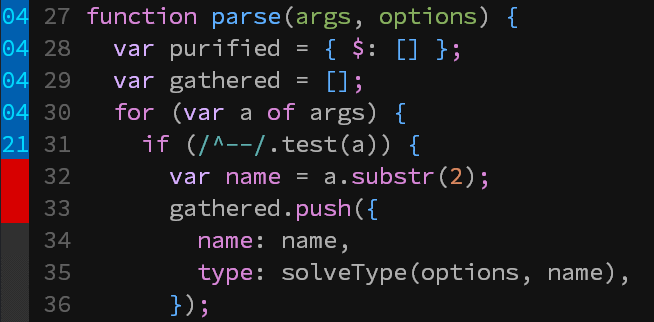 04 27 function parse(args, options) {
04 28   var purified = { $: [] };
04 29   var gathered = [];
04 30   for (var a of args) {
21 31     if (/^--/.test(a)) {
32       var name = a.substr(2);
33       gathered.push({
34         name: name,
35         type: solveType(options, name),
36       });